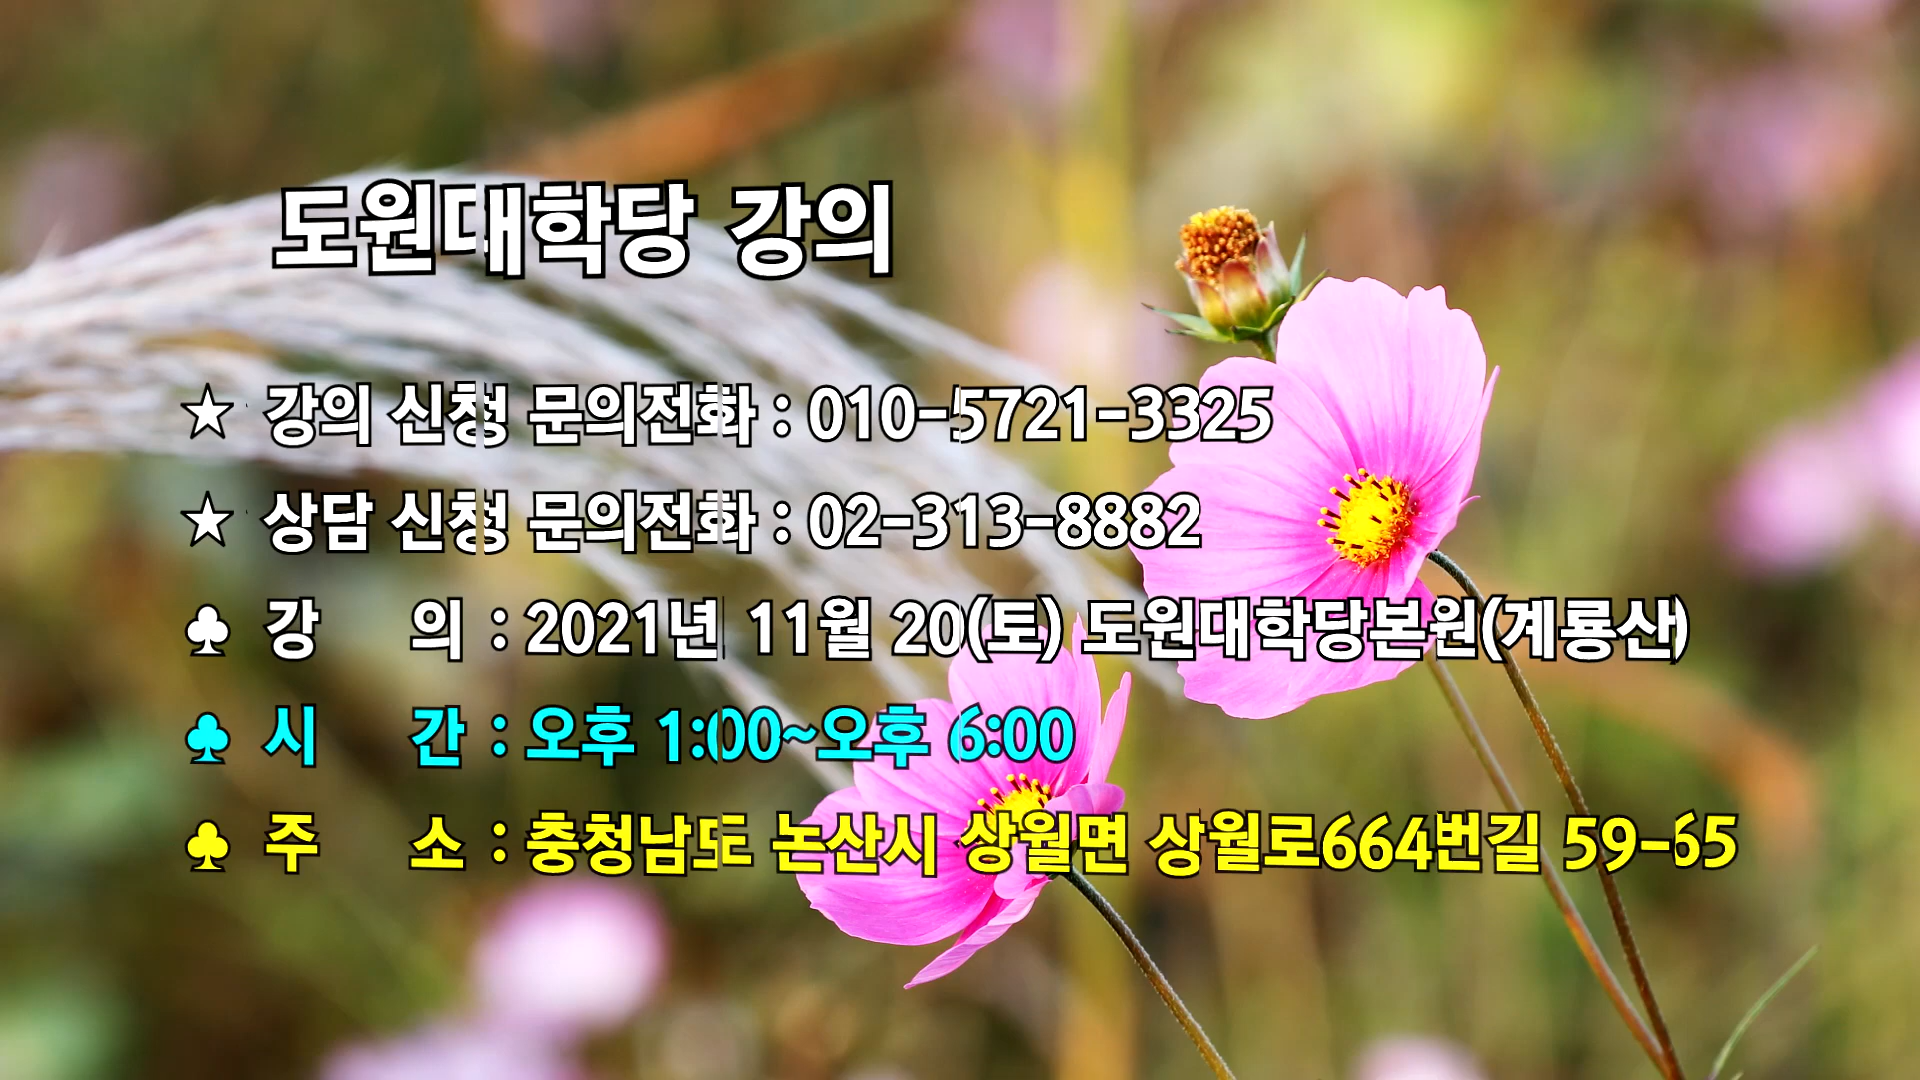 도원대학당 강의
★ 강의 신청 문의전화 : 010-5721-3325
★ 상담 신청 문의전화 : 02-313-8882
♣ 강 의 : 2021년 11월 20(토) 도원대학당본원(계룡산)
♣ 시 간 : 오후 1:00~오후 6:00
♣ 주 소 : 충청남도 논산시 상월면 상월로664번길 59-65